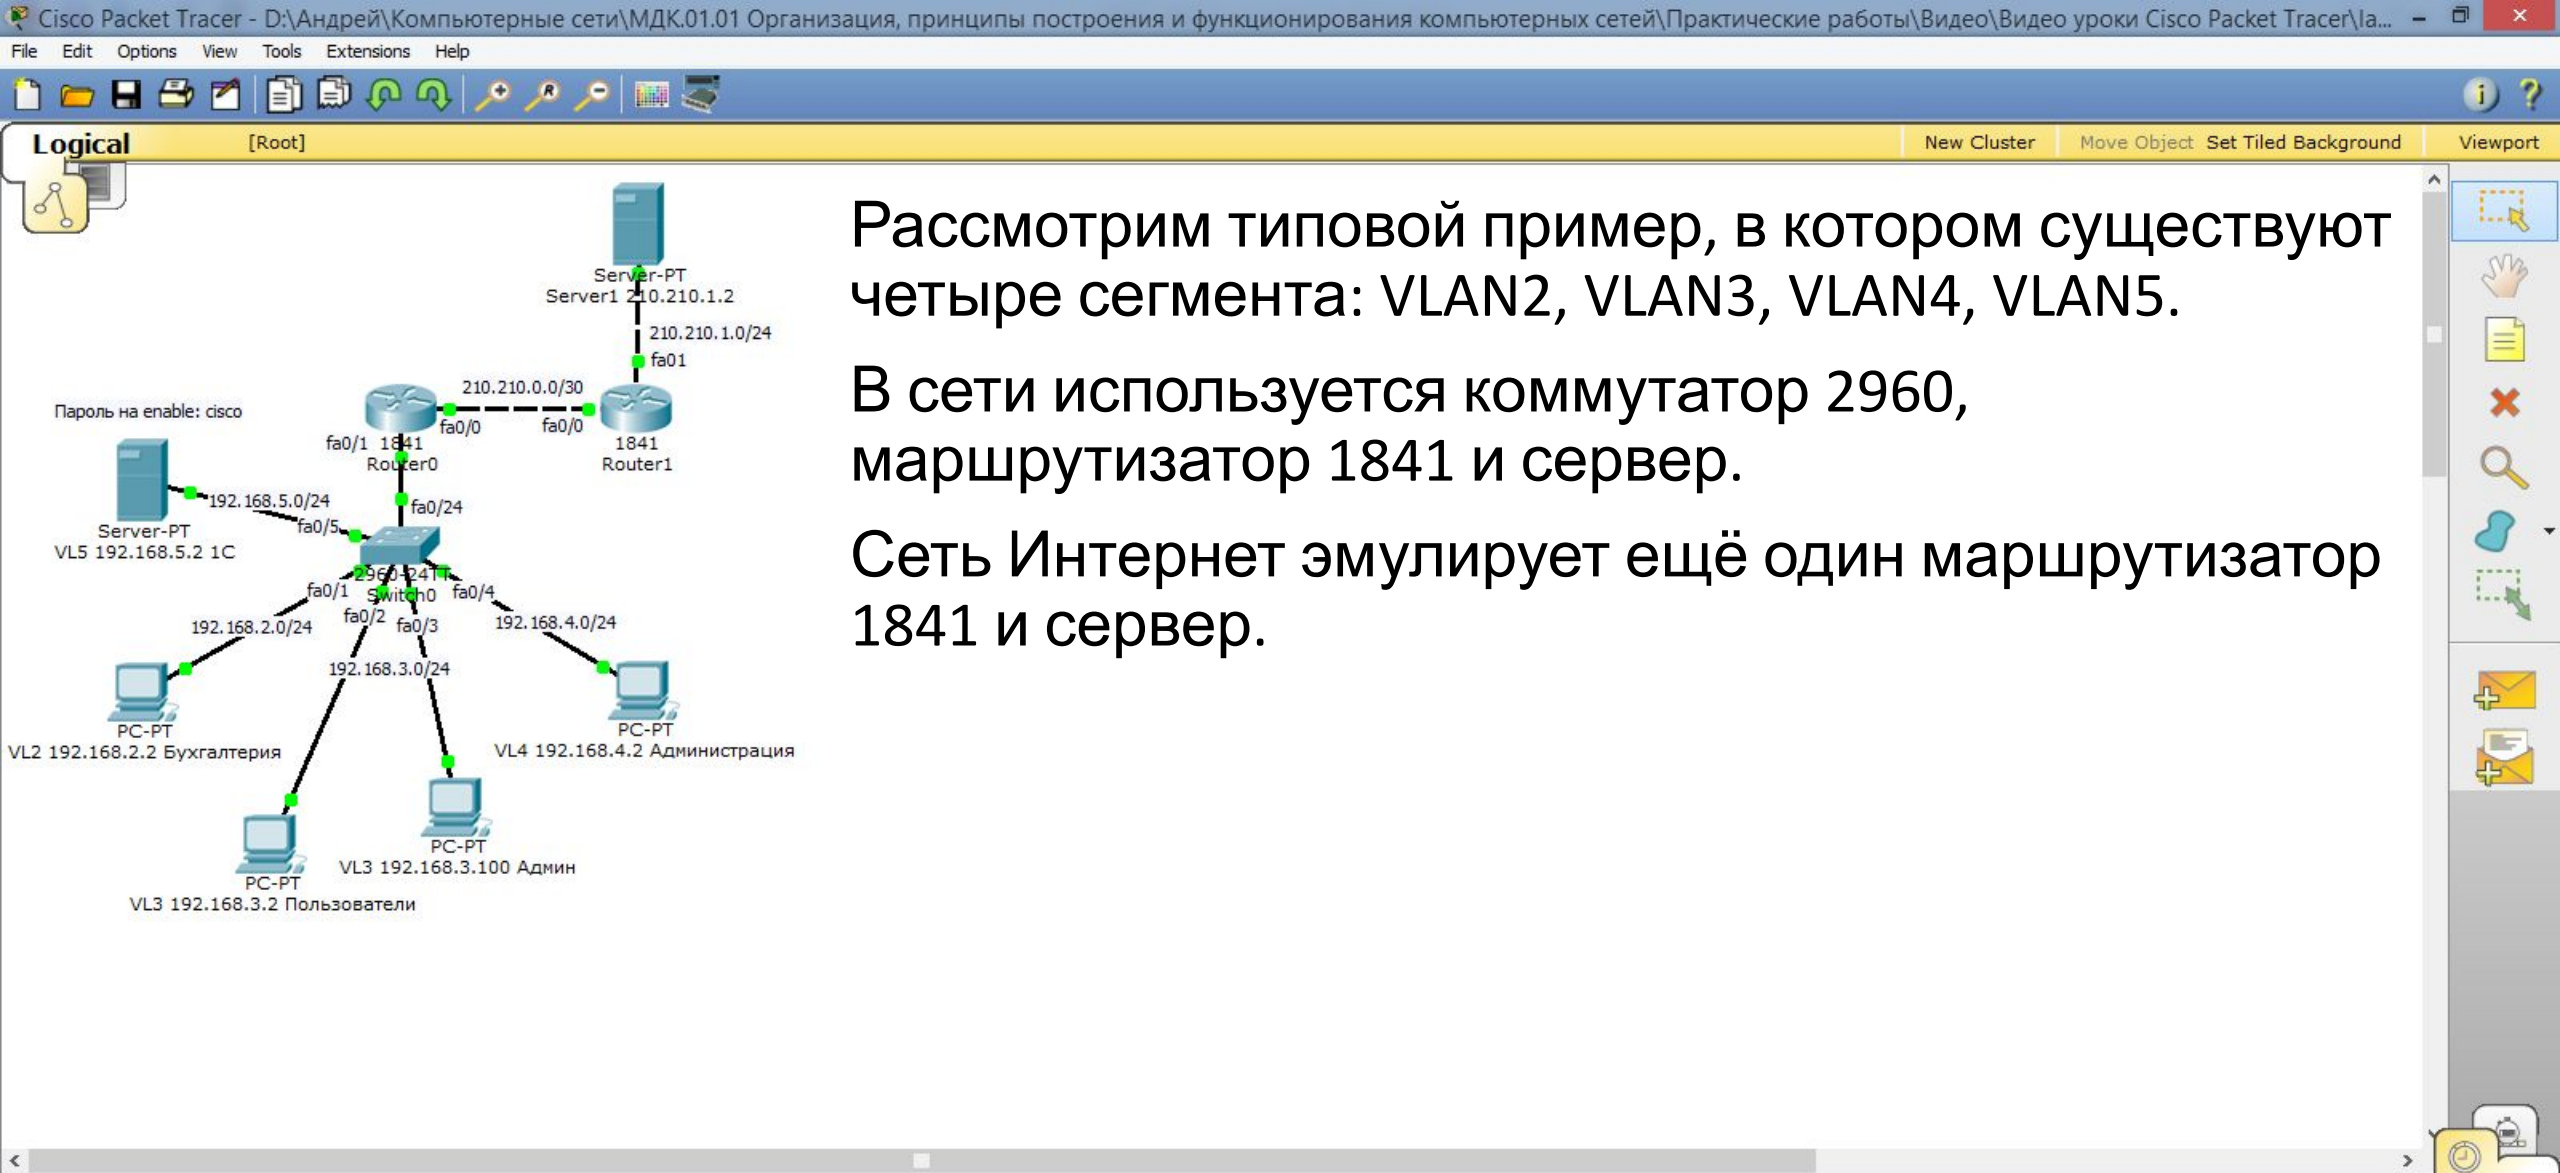 Cisco Packet Tracer - D:\Андрей\Компьютерные сети\МДК.01.01 Организация, принципы построения и функционирования компьютерных сетей\Практические работы\Видео\Видео уроки Cisco Packet Tracer\la...
File Edit Options View Tools Extensions Help
Logical [Root] New Cluster Move Object Set Tiled Background Viewport
Рассмотрим типовой пример, в котором существуют
четыре сегмента: VLAN2, VLAN3, VLAN4, VLAN5.
В сети используется коммутатор 2960,
маршрутизатор 1841 и сервер.
Сеть Интернет эмулирует ещё один маршрутизатор
1841 и сервер.
Server-PT
Server1 210.210.1.2
210.210.1.0/24
fa01
210.210.0.0/30
Пароль на enable: cisco
fa0/0
fa0/0
fa0/1 1841
Router0
1841
Router1
192.168.5.0/24
fa0/24
fa0/5
Server-PT
VL5 192.168.5.2 1C
2960-24TT
Switch0
fa0/1
fa0/4
fa0/2
fa0/3
192.168.2.0/24
192.168.4.0/24
192.168.3.0/24
PC-PT
VL2 192.168.2.2 Бухгалтерия
PC-PT
VL4 192.168.4.2 Администрация
PC-PT
VL3 192.168.3.100 Админ
PC-PT
VL3 192.168.3.2 Пользователи